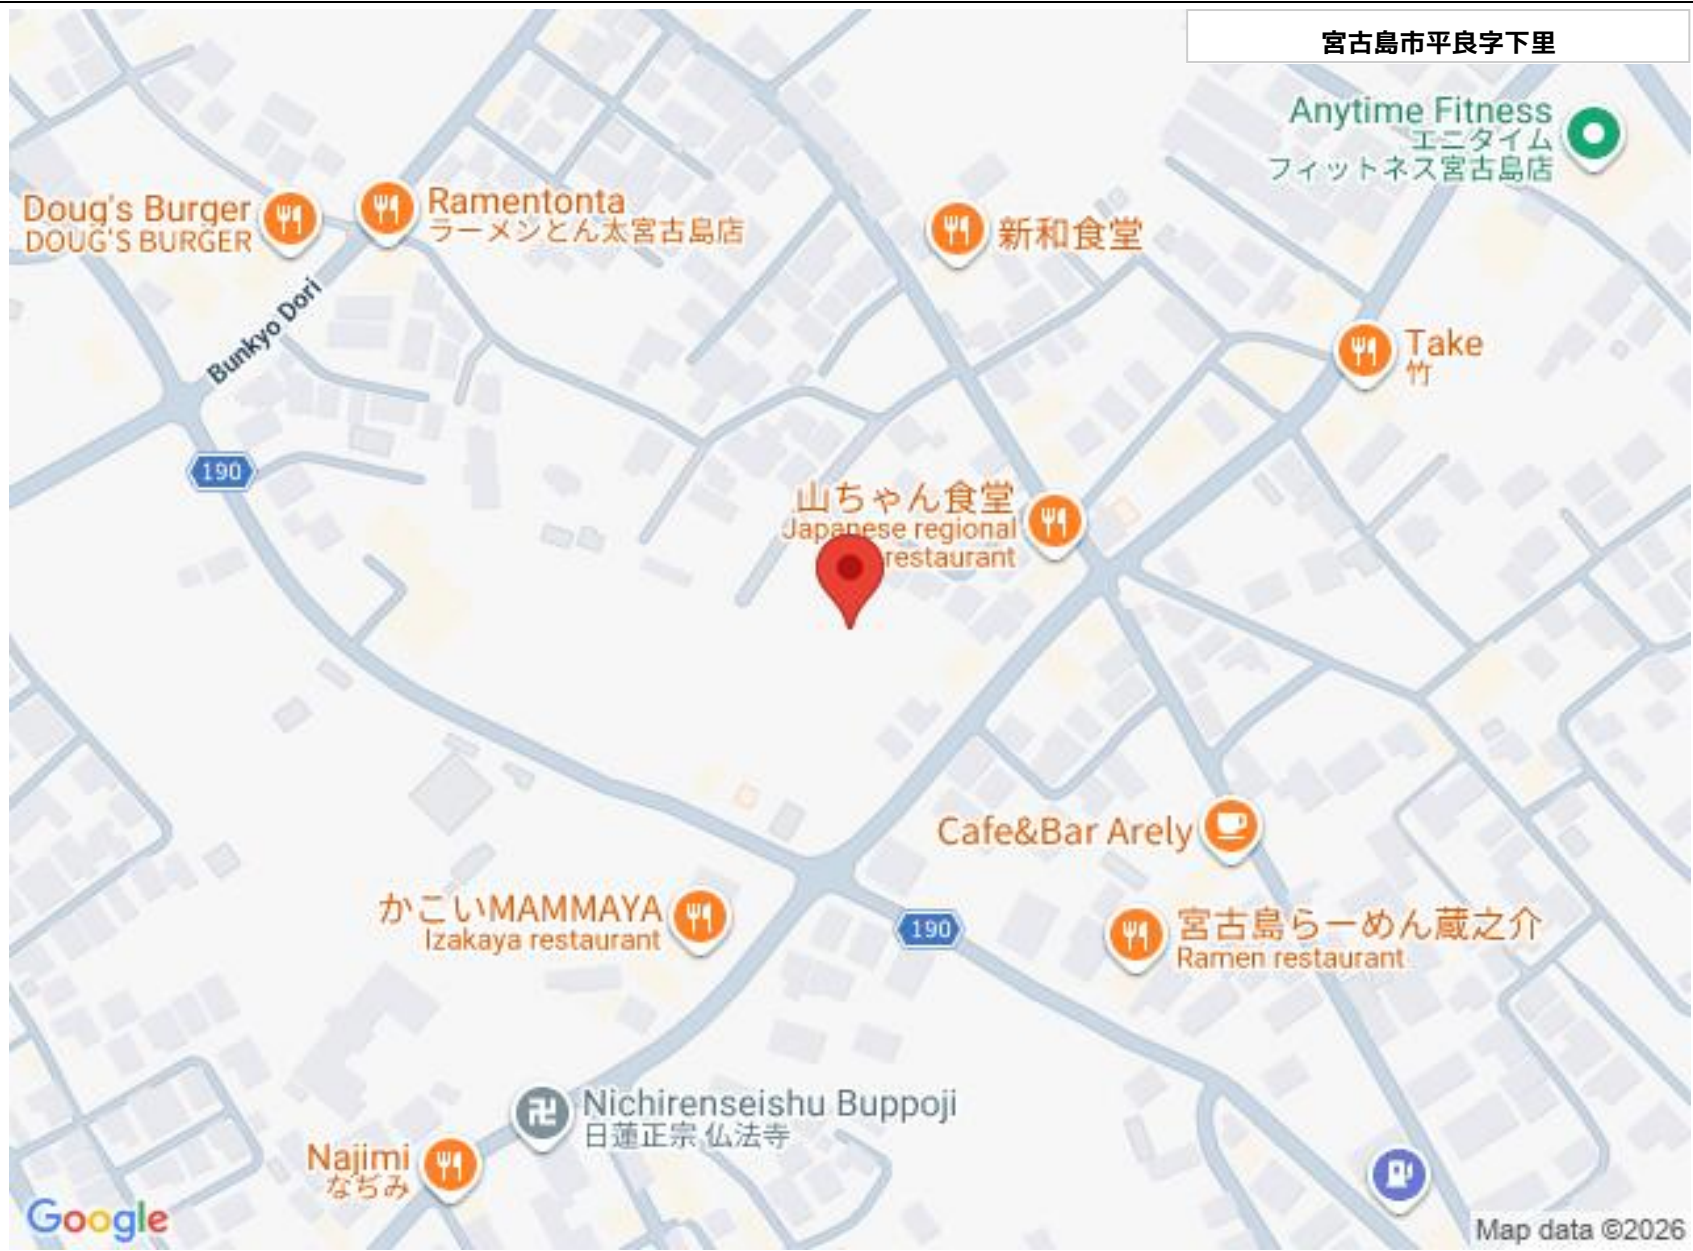 宮古島市平良字下里
Anytime Fitness
エニタイム
フィットネス宮古島店
Doug's Burger
DOUG'S BURGER
Ramentonta
ラーメンとん太宮古島店
新和食堂
Bunkyo Dori
Take
竹
190
山ちゃん食堂
Japanese regional
restaurant
Cafe&Bar Arely
かこいMAMMAYA
Izakaya restaurant
190
宮古島らーめん蔵之介
Ramen restaurant
Nichirenseishu Buppoji
日蓮正宗 仏法寺
Najimi
なぢみ
Google
Map data ©2026